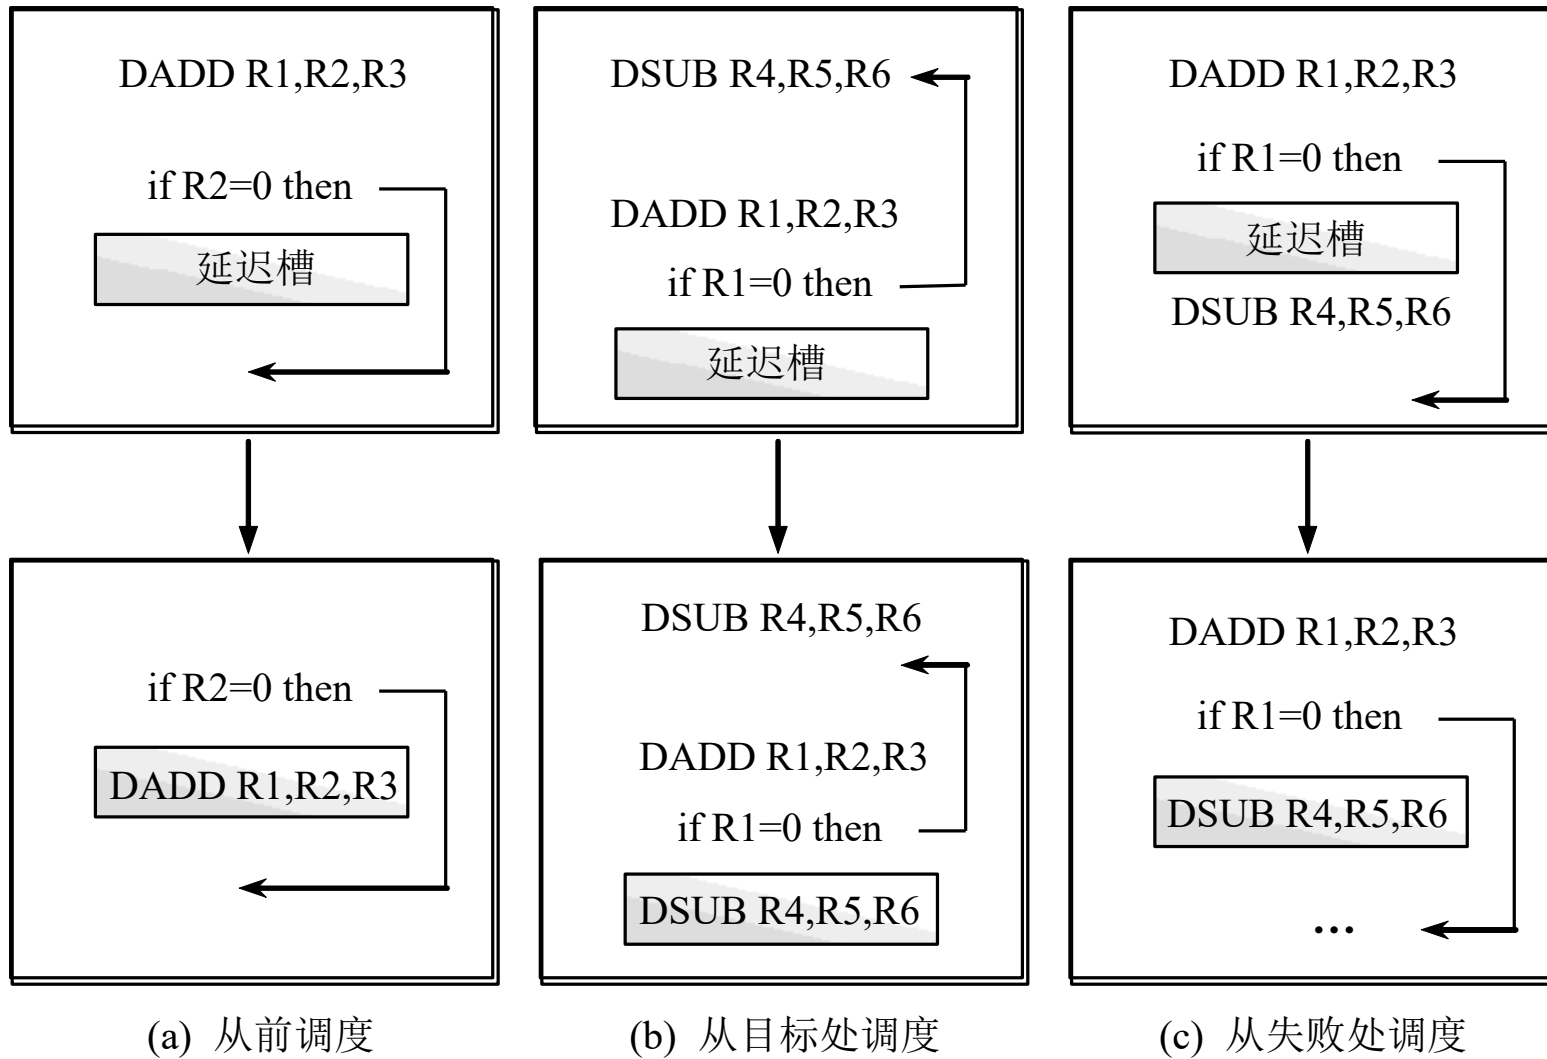 DADD R1,R2,R3
if R2=0 then
延迟槽
DSUB R4,R5,R6
DADD R1,R2,R3
if R1=0 then
延迟槽
DADD R1,R2,R3
if R1=0 then
延迟槽
DSUB R4,R5,R6
if R2=0 then
DADD R1,R2,R3
DSUB R4,R5,R6
DADD R1,R2,R3
if R1=0 then
DSUB R4,R5,R6
DADD R1,R2,R3
if R1=0 then
DSUB R4,R5,R6
...
(a) 从前调度
(b) 从目标处调度
(c) 从失败处调度